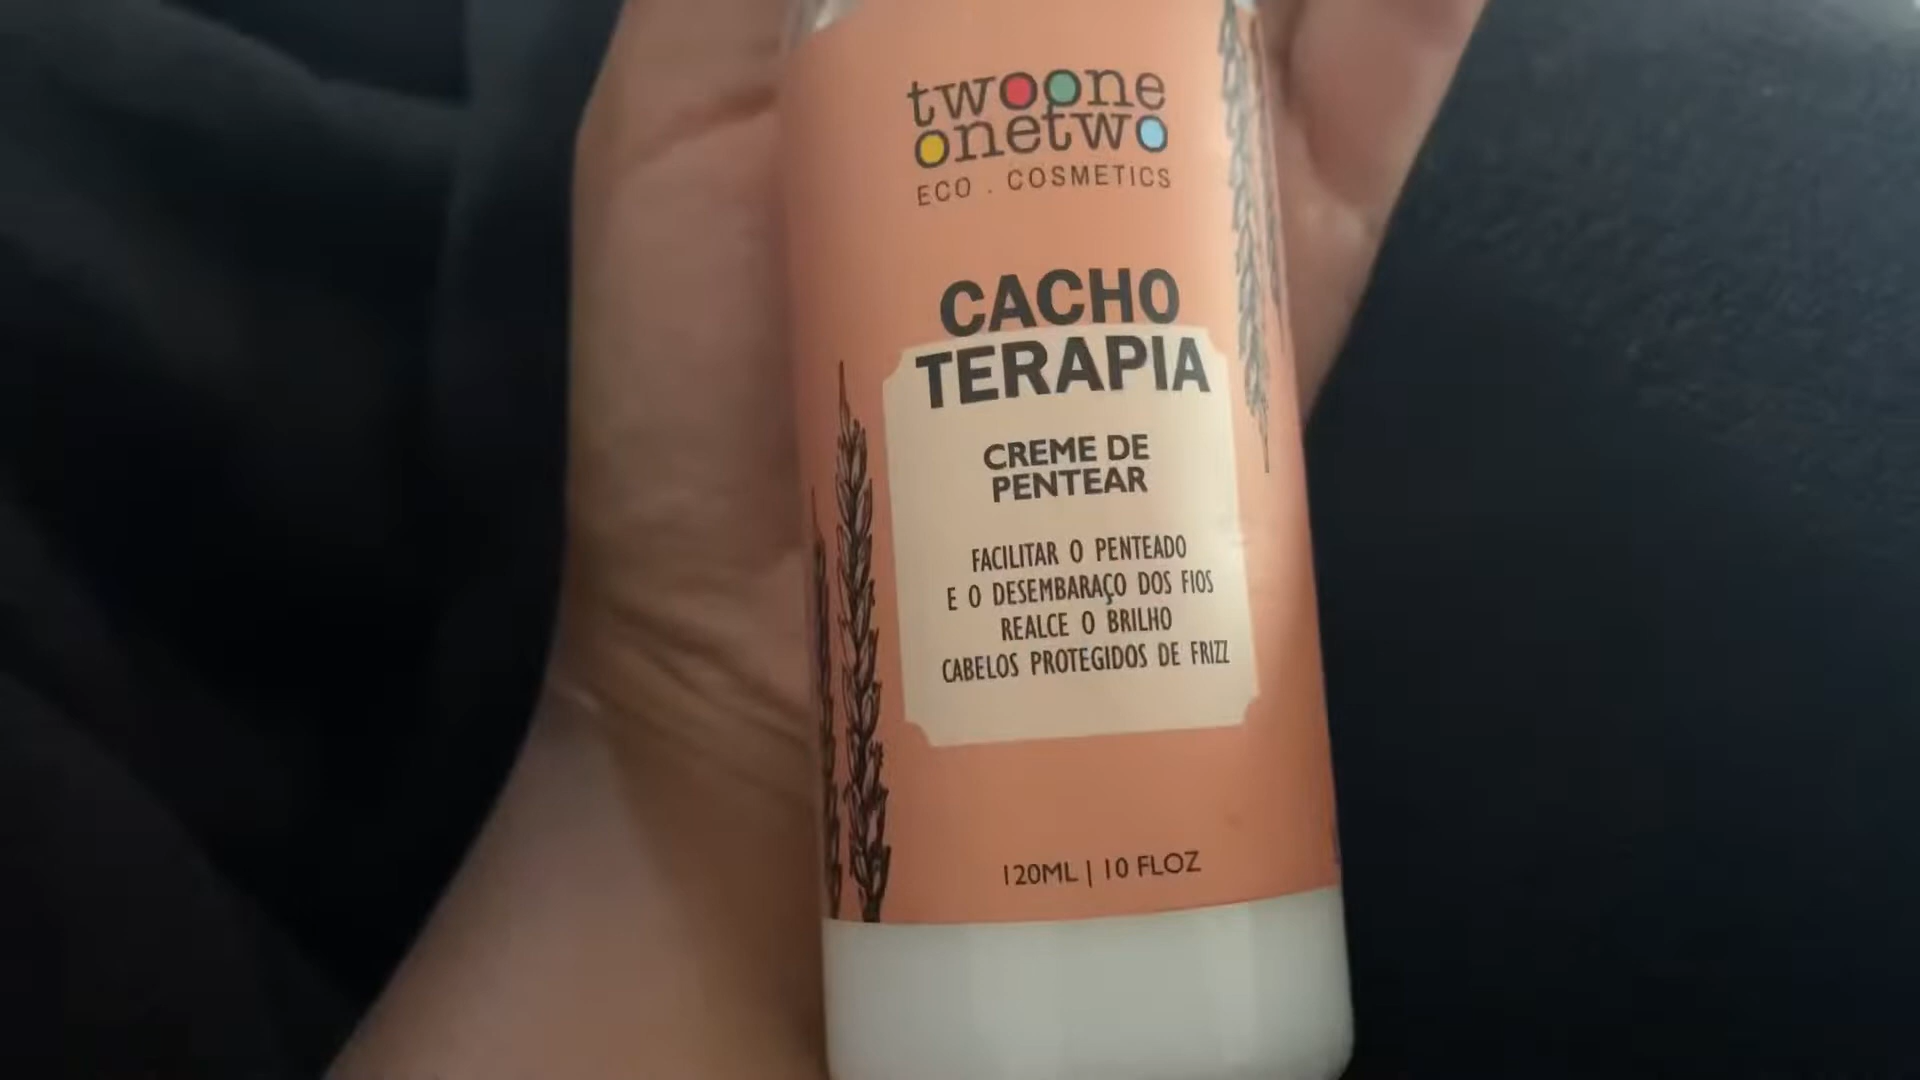 twoone
onetwo
ECO . COSMETICS
CACHO
TERAPIA
CREME DE
PENTEAR
FACILITAR O PENTEADO
E O DESEMBARAÇO DOS FIOS
REALCE O BRILHO
CABELOS PROTEGIDOS DE FRIZZ
120ML | 10 FLOZ